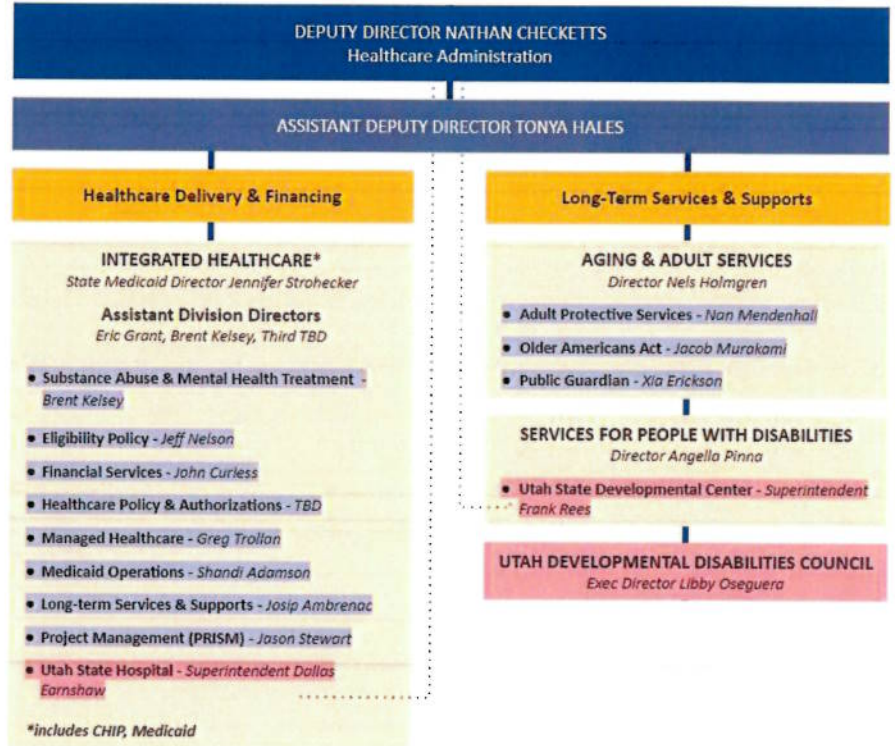 DEPUTY DIRECTOR NATHAN CHECKETTS
Healthcare Administration
ASSISTANT DEPUTY DIRECTOR TONYA HALES
Healthcare Delivery & Financing
INTEGRATED HEALTHCARE*
State Medicaid Director Jennifer Strohecker
Assistant Division Directors
Eric Grant, Brent Kelsey, Third TBD
• Substance Abuse & Mental Health Treatment -
Brent Kelsey
• Eligibility Policy - Jeff Nelson
• Financial Services - John Curless
• Healthcare Policy & Authorizations - TBD
• Managed Healthcare - Greg Trollan
• Medicaid Operations - Shandi Adamson
• Long-term Services & Supports - Josip Ambrenac
• Project Management (PRISM) - Jason Stewart
• Utah State Hospital - Superintendent Dallas
Earnshaw
*includes CHIP, Medicaid
Long-Term Services & Supports
AGING & ADULT SERVICES
Director Nels Holmgren
• Adult Protective Services - Nan Mendenhall
• Older Americans Act - Jacob Murakami
• Public Guardian - Xia Erickson
SERVICES FOR PEOPLE WITH DISABILITIES
Director Angella Pinna
• Utah State Developmental Center - Superintendent
Frank Rees
UTAH DEVELOPMENTAL DISABILITIES COUNCIL
Exec Director Libby Oseguera